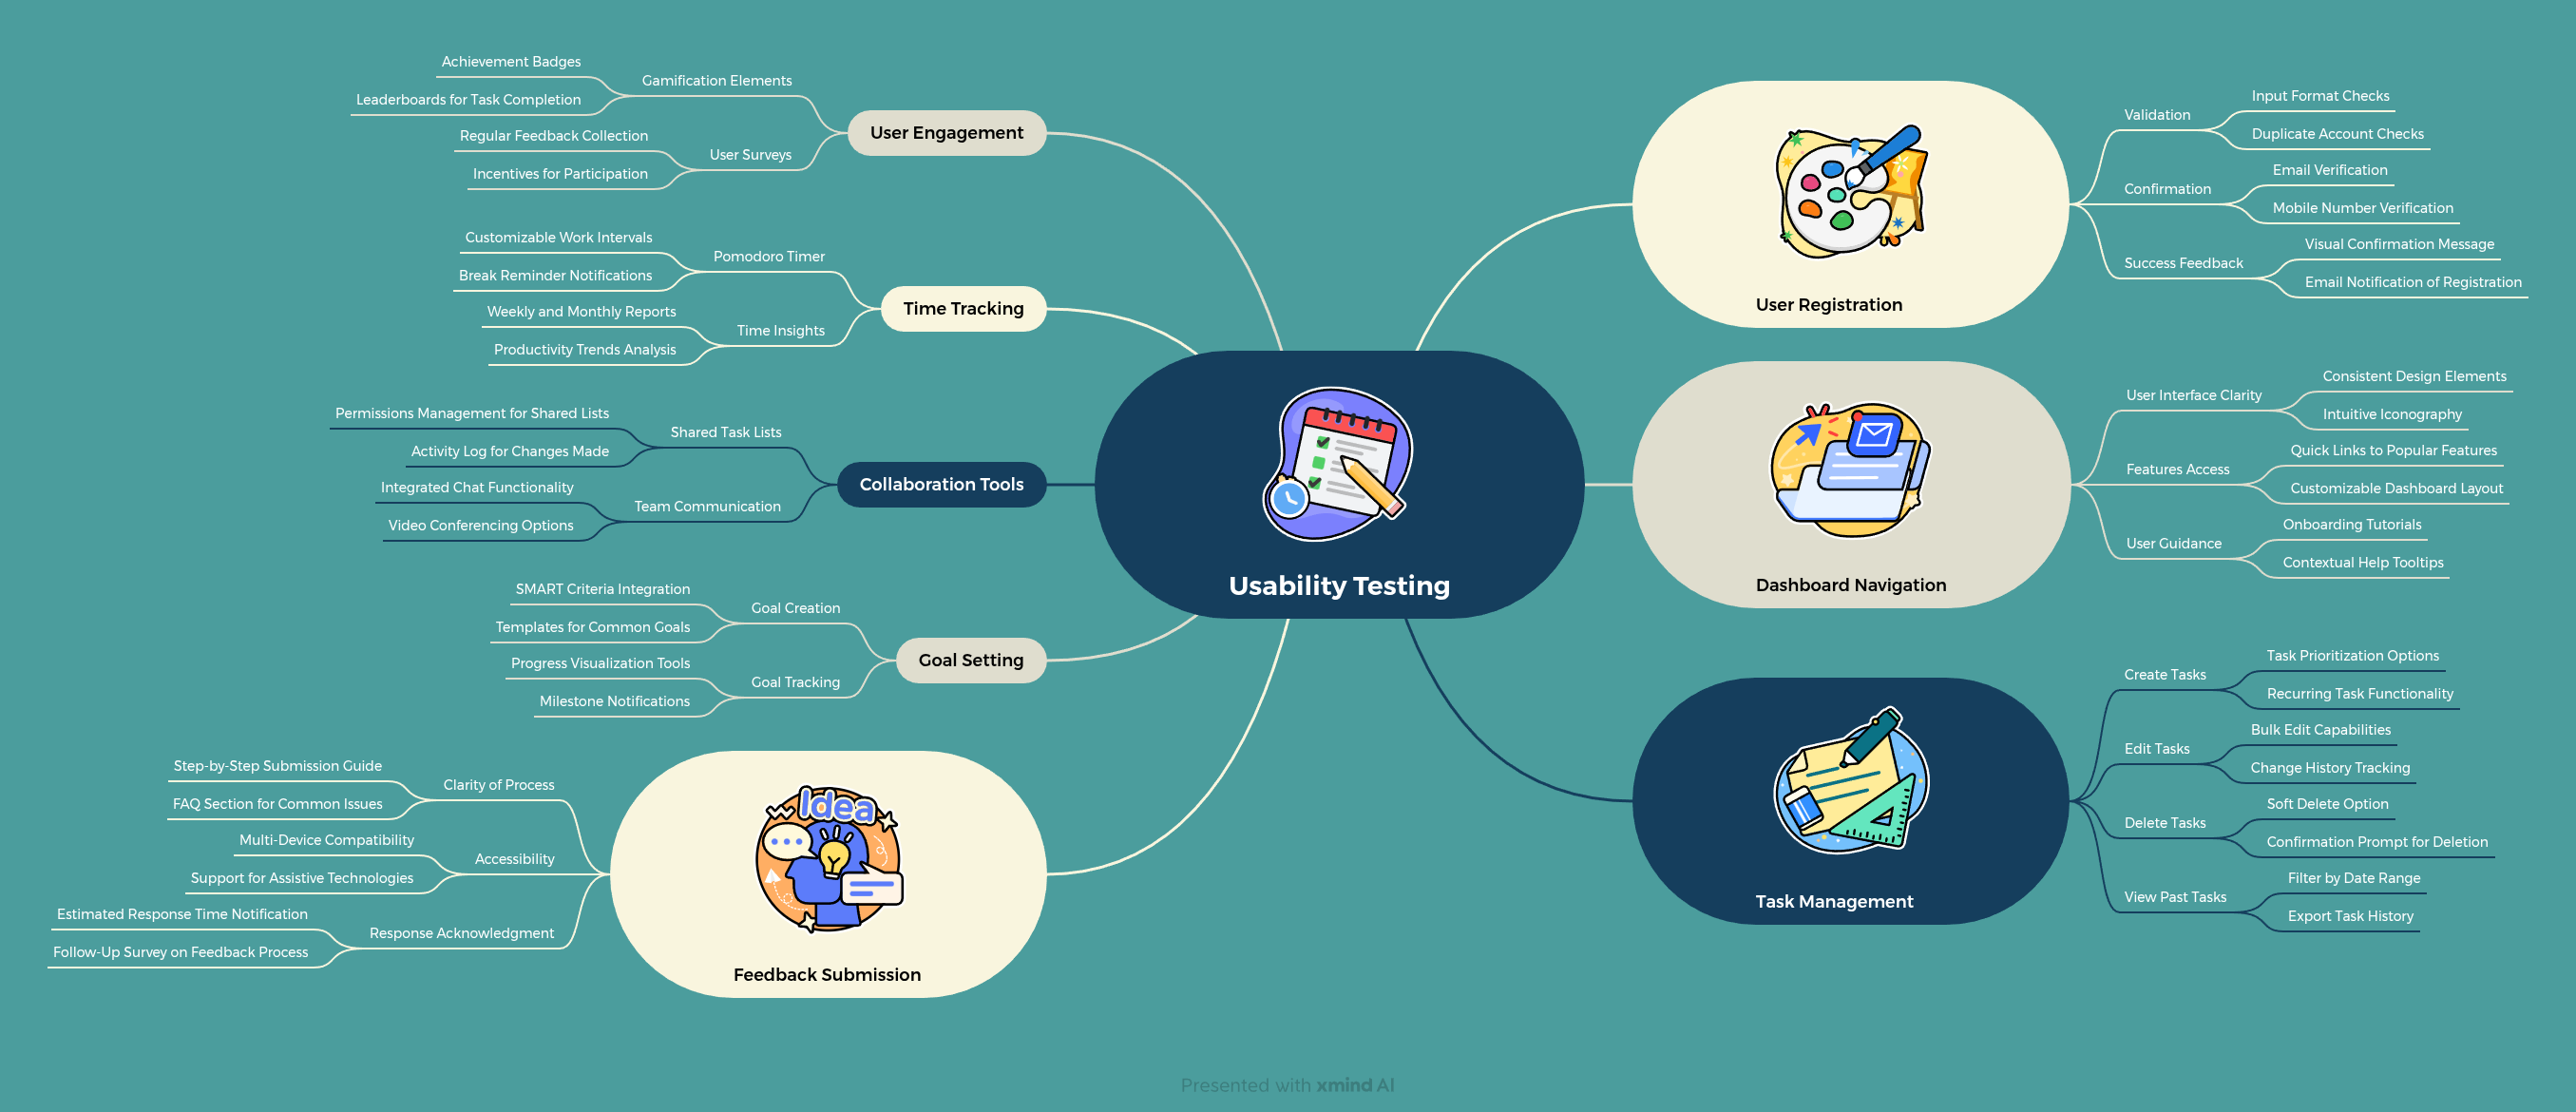 Usability Testing
User Registration
Validation
Input Format Checks
Duplicate Account Checks
Confirmation
Email Verification
Mobile Number Verification
Success Feedback
Visual Confirmation Message
Email Notification of Registration
Dashboard Navigation
User Interface Clarity
Consistent Design Elements
Intuitive Iconography
Features Access
Quick Links to Popular Features
Customizable Dashboard Layout
User Guidance
Onboarding Tutorials
Contextual Help Tooltips
Task Management
Create Tasks
Task Prioritization Options
Recurring Task Functionality
Edit Tasks
Bulk Edit Capabilities
Change History Tracking
Delete Tasks
Soft Delete Option
Confirmation Prompt for Deletion
View Past Tasks
Filter by Date Range
Export Task History
User Engagement
Gamification Elements
Achievement Badges
Leaderboards for Task Completion
User Surveys
Regular Feedback Collection
Incentives for Participation
Time Tracking
Pomodoro Timer
Customizable Work Intervals
Break Reminder Notifications
Time Insights
Weekly and Monthly Reports
Productivity Trends Analysis
Collaboration Tools
Shared Task Lists
Permissions Management for Shared Lists
Activity Log for Changes Made
Team Communication
Integrated Chat Functionality
Video Conferencing Options
Goal Setting
Goal Creation
SMART Criteria Integration
Templates for Common Goals
Goal Tracking
Progress Visualization Tools
Milestone Notifications
Idea
Feedback Submission
Clarity of Process
Step-by-Step Submission Guide
FAQ Section for Common Issues
Accessibility
Multi-Device Compatibility
Support for Assistive Technologies
Response Acknowledgment
Estimated Response Time Notification
Follow-Up Survey on Feedback Process
Presented with xmind AI